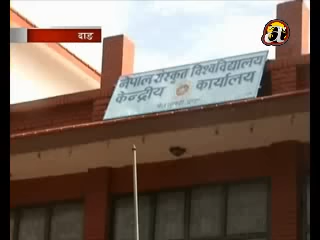 दाङ
नेपाल संस्कृत विश्वविद्यालय
केन्द्रीय कार्यालय